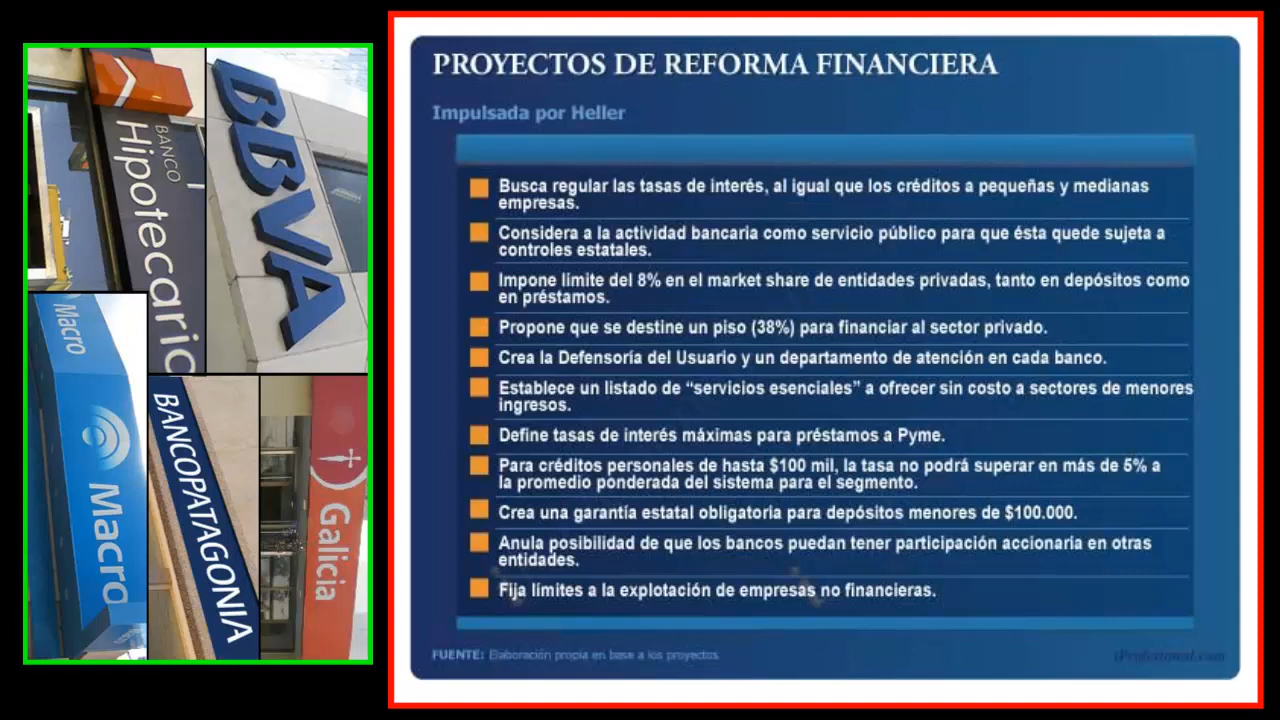 BANCO
Hipotecario
BBVA
Macro
Macro
BANCOPATAGONIA
Galicia
PROYECTOS DE REFORMA FINANCIERA
Impulsada por Heller
Busca regular las tasas de interés, al igual que los créditos a pequeñas y medianas
empresas.
Considera a la actividad bancaria como servicio público para que ésta quede sujeta a
controles estatales.
Impone límite del 8% en el market share de entidades privadas, tanto en depósitos como
en préstamos.
Propone que se destine un piso (38%) para financiar al sector privado.
Crea la Defensoría del Usuario y un departamento de atención en cada banco.
Establece un listado de “servicios esenciales” a ofrecer sin costo a sectores de menores
ingresos.
Define tasas de interés máximas para préstamos a Pyme.
Para créditos personales de hasta $100 mil, la tasa no podrá superar en más de 5% a
la promedio ponderada del sistema para el segmento.
Crea una garantía estatal obligatoria para depósitos menores de $100.000.
Anula posibilidad de que los bancos puedan tener participación accionaria en otras
entidades.
Fija límites a la explotación de empresas no financieras.
FUENTE: Elaboración propia en base a los proyectos
iProfesional.com